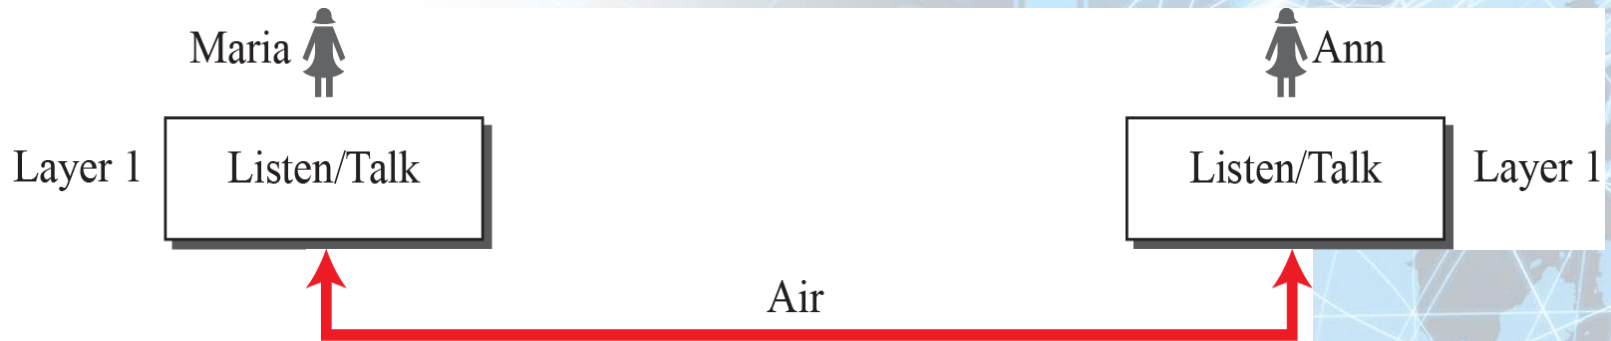 Maria
Ann
Layer 1
Listen/Talk
Listen/Talk
Layer 1
Air